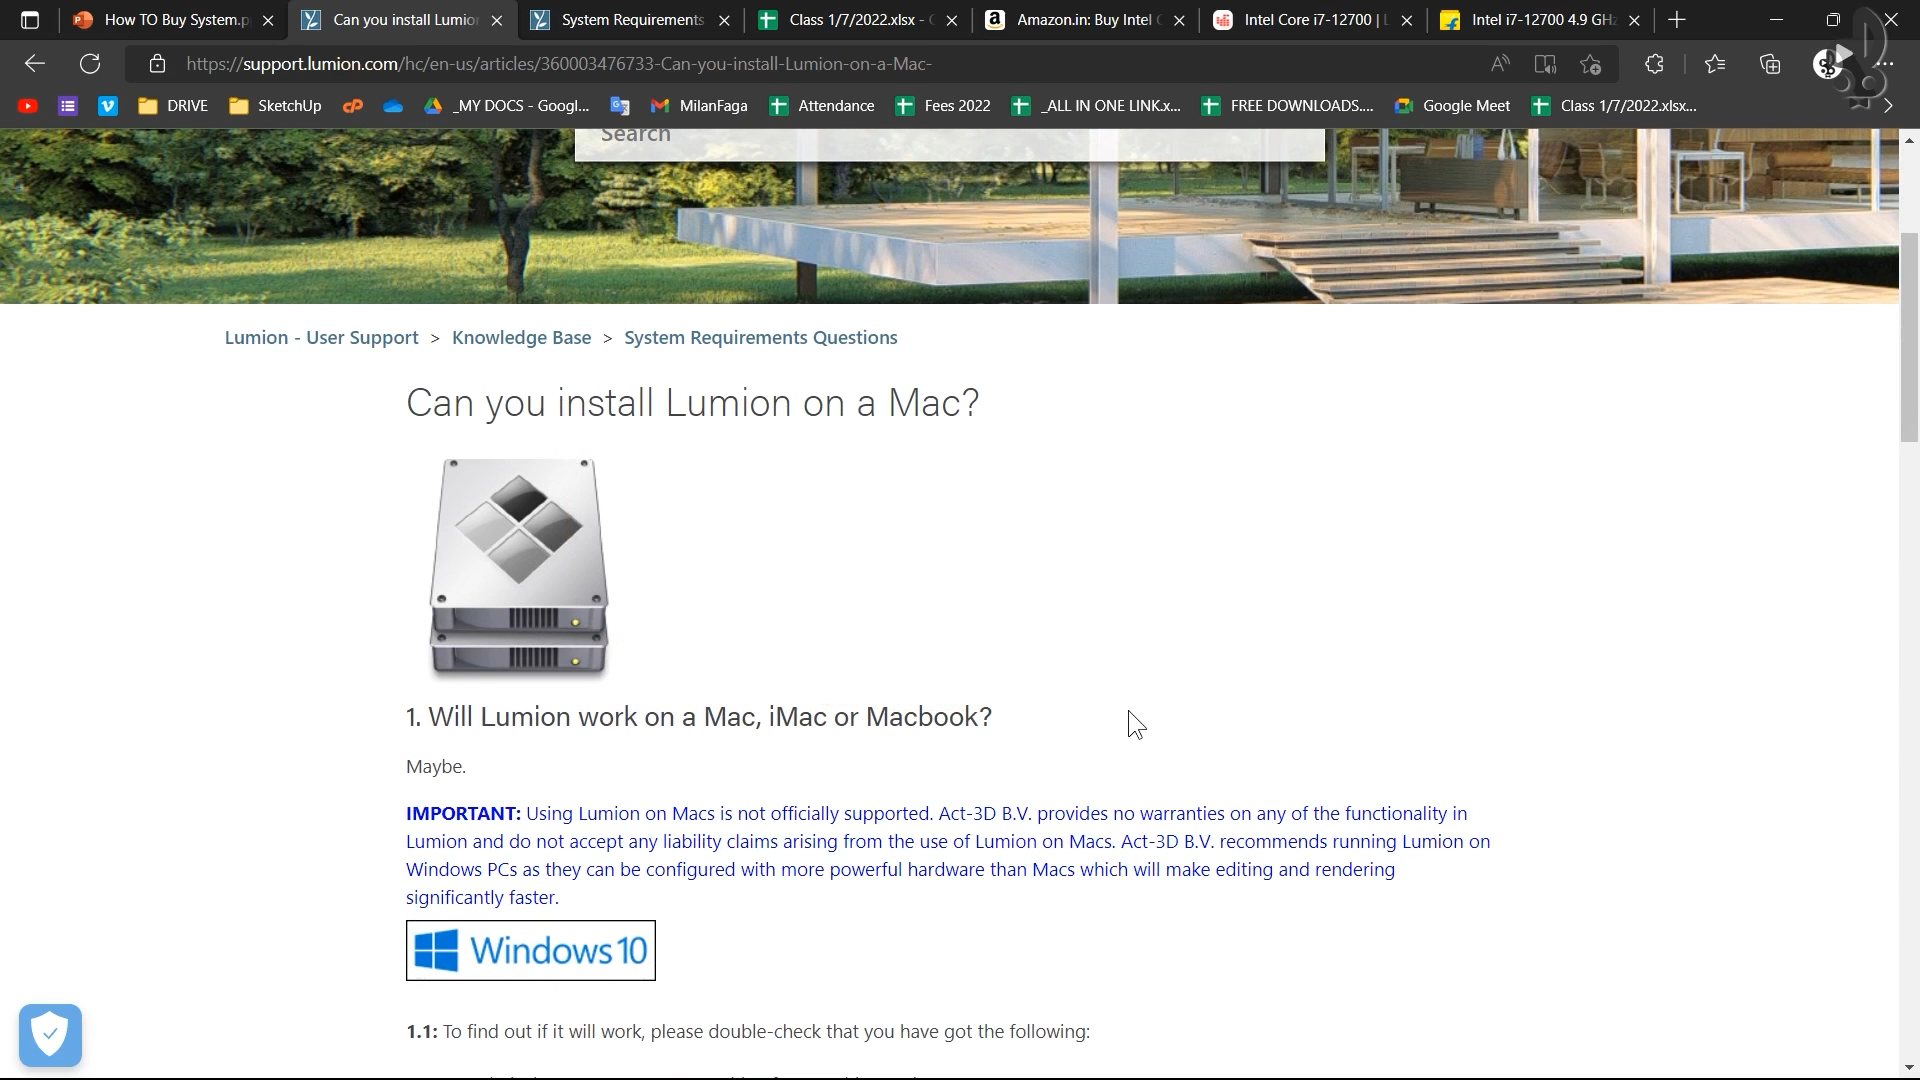 How TO Buy System.p
Can you install Lumion
System Requirements
Class 1/7/2022.xlsx -
Amazon.in: Buy Intel
Intel Core i7-12700 |
Intel i7-12700 4.9 GH
https://support.lumion.com/hc/en-us/articles/360003476733-Can-you-install-Lumion-on-a-Mac-
DRIVE
SketchUp
_MY DOCS - Googl...
MilanFaga
Attendance
Fees 2022
_ALL IN ONE LINK.x...
FREE DOWNLOADS....
Google Meet
Class 1/7/2022.xlsx...
Search
Lumion - User Support > Knowledge Base > System Requirements Questions
Can you install Lumion on a Mac?
1. Will Lumion work on a Mac, iMac or Macbook?
Maybe.
IMPORTANT: Using Lumion on Macs is not officially supported. Act-3D B.V. provides no warranties on any of the functionality in
Lumion and do not accept any liability claims arising from the use of Lumion on Macs. Act-3D B.V. recommends running Lumion on
Windows PCs as they can be configured with more powerful hardware than Macs which will make editing and rendering
significantly faster.
Windows 10
1.1: To find out if it will work, please double-check that you have got the following: